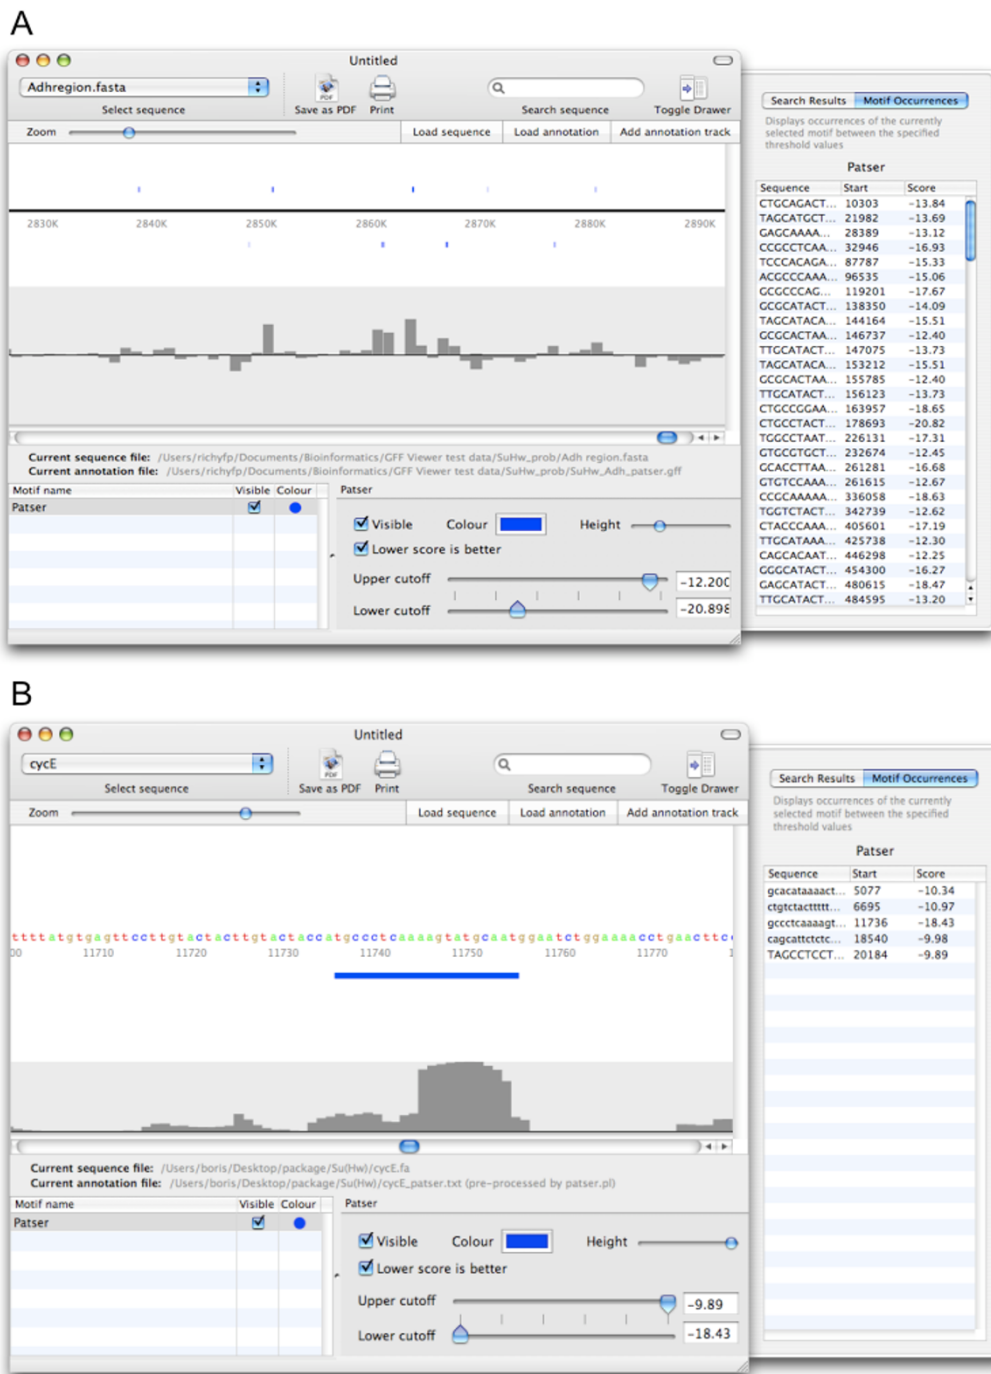 A
Untitled
Adhregion.fasta
Select sequence
Save as PDF
Print
Search sequence
Toggle Drawer
Zoom
Load sequence
Load annotation
Add annotation track
2830K 2840K 2850K 2860K 2870K 2880K 2890K
Current sequence file: /Users/richyfp/Documents/Bioinformatics/GFF Viewer test data/SuHw_prob/Adh region.fasta
Current annotation file: /Users/richyfp/Documents/Bioinformatics/GFF Viewer test data/SuHw_prob/SuHw_Adh_patser.gff
Motif name Visible Colour
Patser
Patser
Visible Colour Height
Lower score is better
Upper cutoff -12.200
Lower cutoff -20.898
Search Results Motif Occurrences
Displays occurrences of the currently
selected motif between the specified
threshold values
Patser
Sequence Start Score
CTGCAGACT... 10303 -13.84
TAGCATGCT... 21982 -13.69
GAGCAAAA... 28389 -13.12
CCGCCTCAA... 32946 -16.93
TCCCACAGA... 87787 -15.33
ACGCCCAAA... 96535 -15.06
GCGCCCAG... 119201 -17.67
GCGCATACT... 138350 -14.09
TAGCATACA... 144164 -15.51
GCGCACTAA... 146737 -12.40
TTGCATACT... 147075 -13.73
TAGCATACA... 153212 -15.51
GCGCACTAA... 155785 -12.40
TTGCATACT... 156123 -13.73
CTGCCGGAA... 163957 -18.65
CTGCCTACT... 178693 -20.82
TGGCCTAAT... 226131 -17.31
GTGCGTGCT... 232674 -12.45
GCACCTTAA... 261281 -16.68
GTGTCCAAA... 261615 -12.67
CCGCAAAAA... 336058 -18.63
TGGTCTACT... 342739 -12.62
CTACCCAAA... 405601 -17.19
TTGCATAAA... 425738 -12.30
CAGCACAAT... 446298 -12.25
GGGCATACT... 454300 -16.27
GAGCATACT... 480615 -18.47
TTGCATACT... 484595 -13.20
B
Untitled
cycE
Select sequence
Save as PDF
Print
Search sequence
Toggle Drawer
Zoom
Load sequence
Load annotation
Add annotation track
ttttatgtgagttccttgtactacttgtactaccatgccctcaaaagtatgcaatggaatctggaaaacctgaacttc
00 11710 11720 11730 11740 11750 11760 11770 1
Current sequence file: /Users/boris/Desktop/package/Su(Hw)/cycE.fa
Current annotation file: /Users/boris/Desktop/package/Su(Hw)/cycE_patser.txt (pre-processed by patser.pl)
Motif name Visible Colour
Patser
Patser
Visible Colour Height
Lower score is better
Upper cutoff -9.89
Lower cutoff -18.43
Search Results Motif Occurrences
Displays occurrences of the currently
selected motif between the specified
threshold values
Patser
Sequence Start Score
gcacataaaact... 5077 -10.34
ctgtctacttttt... 6695 -10.97
gccctcaaaagt... 11736 -18.43
cagcattctctc... 18540 -9.98
TAGCCTCCT... 20184 -9.89